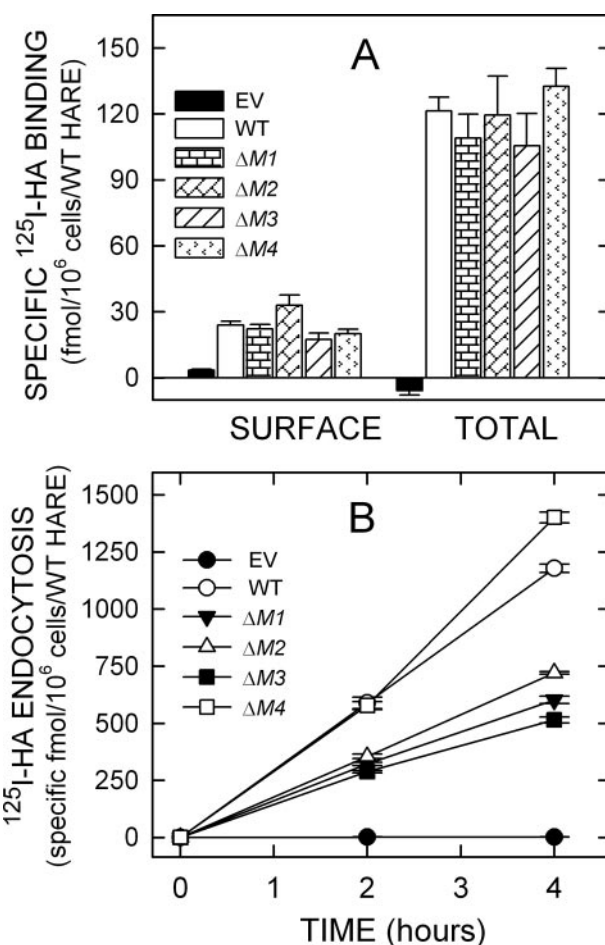 A
SPECIFIC ¹²⁵I-HA BINDING
(fmol/10⁶ cells/WT HARE)
150
120
90
60
30
0
EV
WT
ΔM1
ΔM2
ΔM3
ΔM4
SURFACE TOTAL
B
¹²⁵I-HA ENDOCYTOSIS
(specific fmol/10⁶ cells/WT HARE)
1500
1250
1000
750
500
250
0
EV
WT
ΔM1
ΔM2
ΔM3
ΔM4
0 1 2 3 4
TIME (hours)